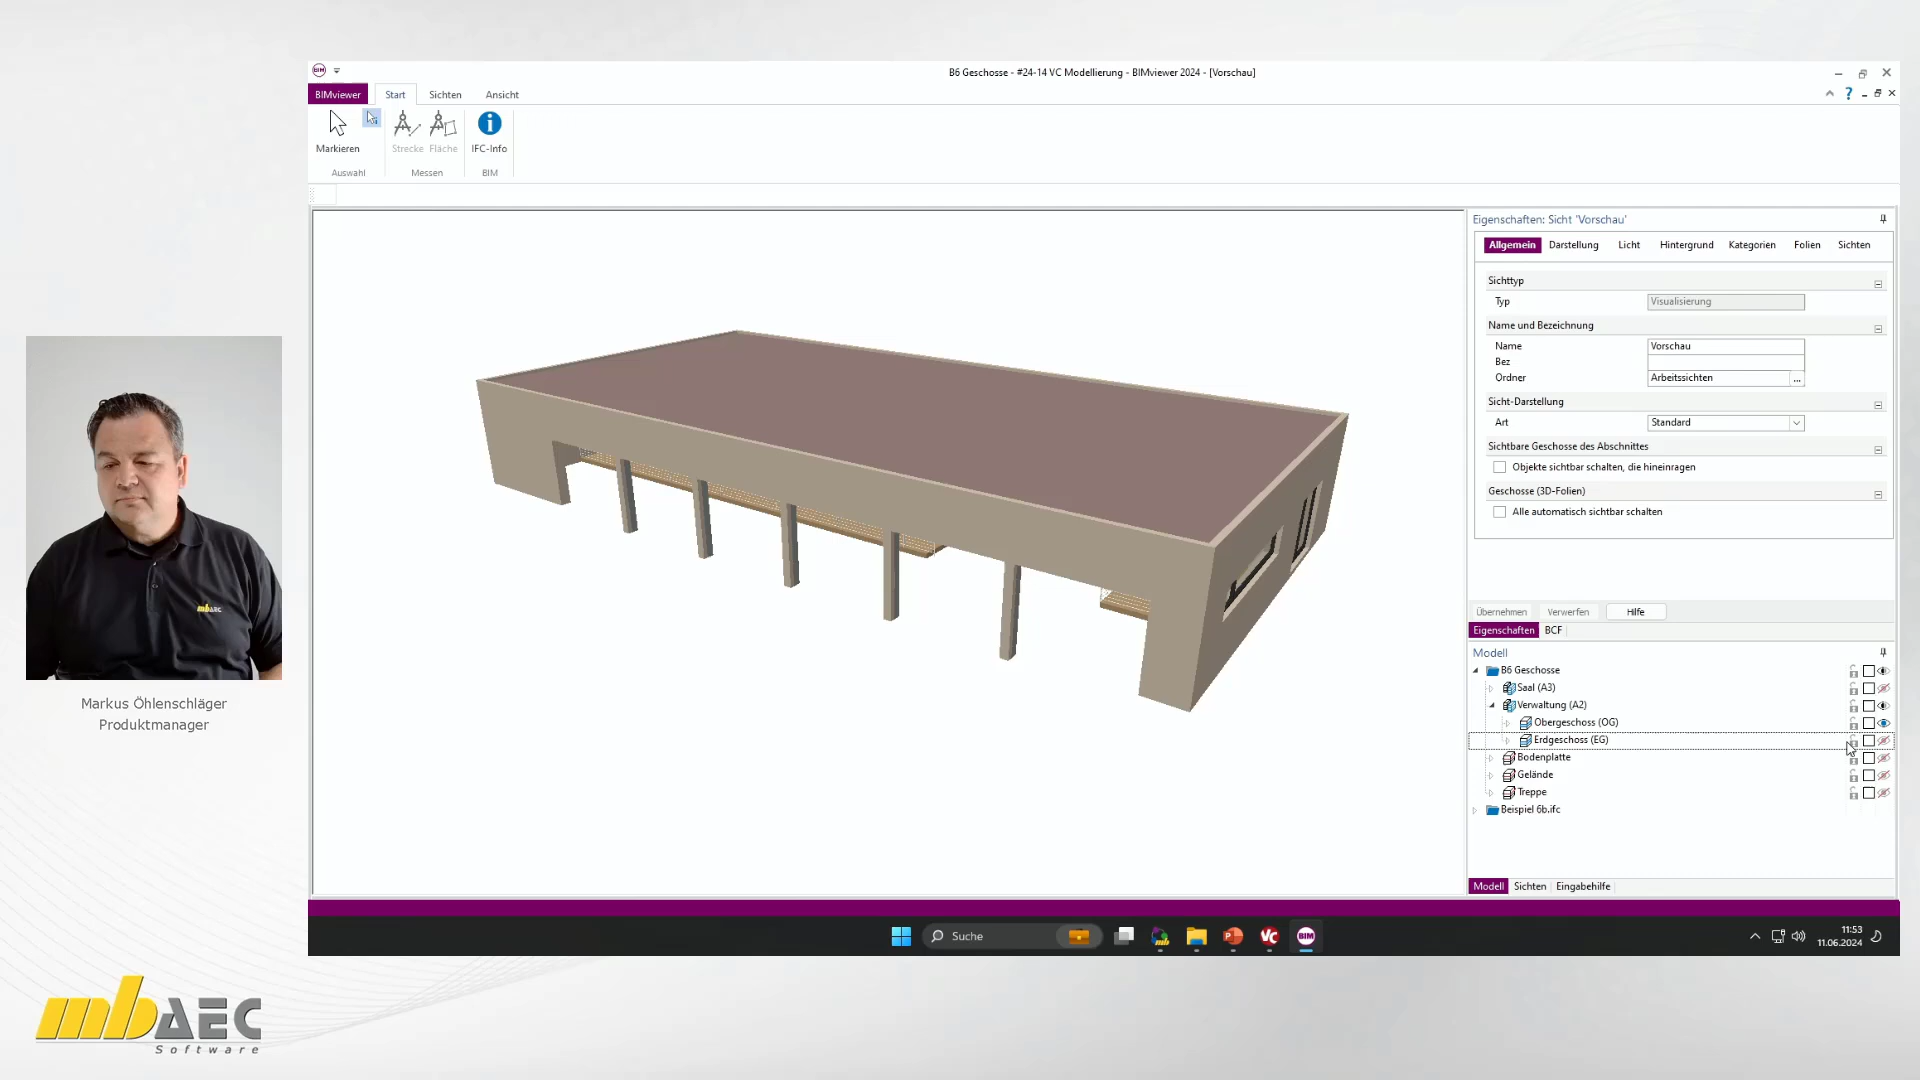 B6 Geschosse - #24-14 VC Modellierung - BIMviewer 2024 - [Vorschau]
BIMviewer Start Sichten Ansicht
Markieren Strecke Fläche IFC-Info
Auswahl Messen BIM
Eigenschaften: Sicht 'Vorschau'
Allgemein Darstellung Licht Hintergrund Kategorien Folien Sichten
Sichttyp
Typ Visualisierung
Name und Bezeichnung
Name Vorschau
Bez
Ordner Arbeitssichten ...
Sicht-Darstellung
Art Standard
Sichtbare Geschosse des Abschnittes
Objekte sichtbar schalten, die hineinragen
Geschosse (3D-Folien)
Alle automatisch sichtbar schalten
Übernehmen Verwerfen Hilfe
Eigenschaften BCF
Modell
B6 Geschosse
Saal (A3)
Verwaltung (A2)
Obergeschoss (OG)
Erdgeschoss (EG)
Bodenplatte
Gelände
Treppe
Beispiel 6b.ifc
Modell Sichten Eingabehilfe
Suche
VC
BIM
11:53
11.06.2024
mbAEC
Markus Öhlenschläger
Produktmanager
mbAEC
Software